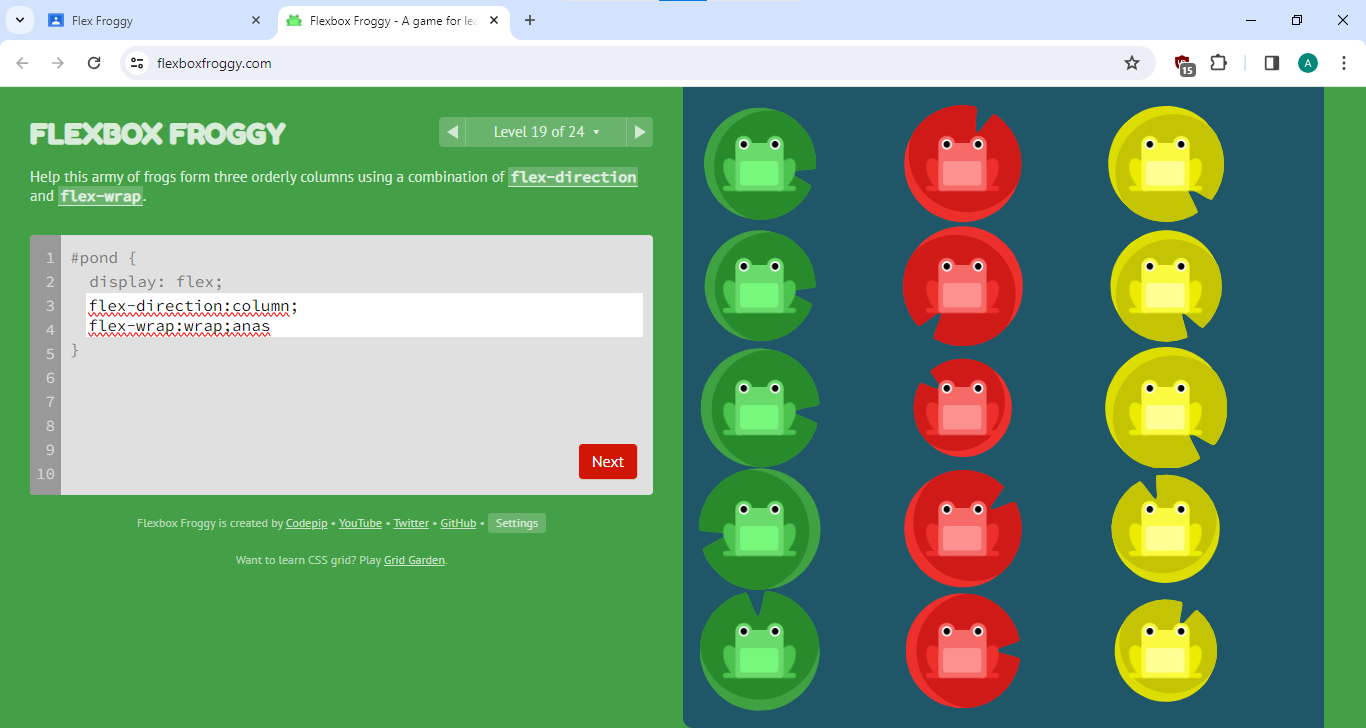 Flex Froggy
Flexbox Froggy - A game for le
flexboxfroggy.com
15
A
FLEXBOX FROGGY
Level 19 of 24
Help this army of frogs form three orderly columns using a combination of flex-direction
and flex-wrap.
1 #pond {
2 display: flex;
3 flex-direction:column;
4 flex-wrap:wrap;anas
5 }
6
7
8
9
10
Next
Flexbox Froggy is created by Codepip • YouTube • Twitter • GitHub • Settings
Want to learn CSS grid? Play Grid Garden.